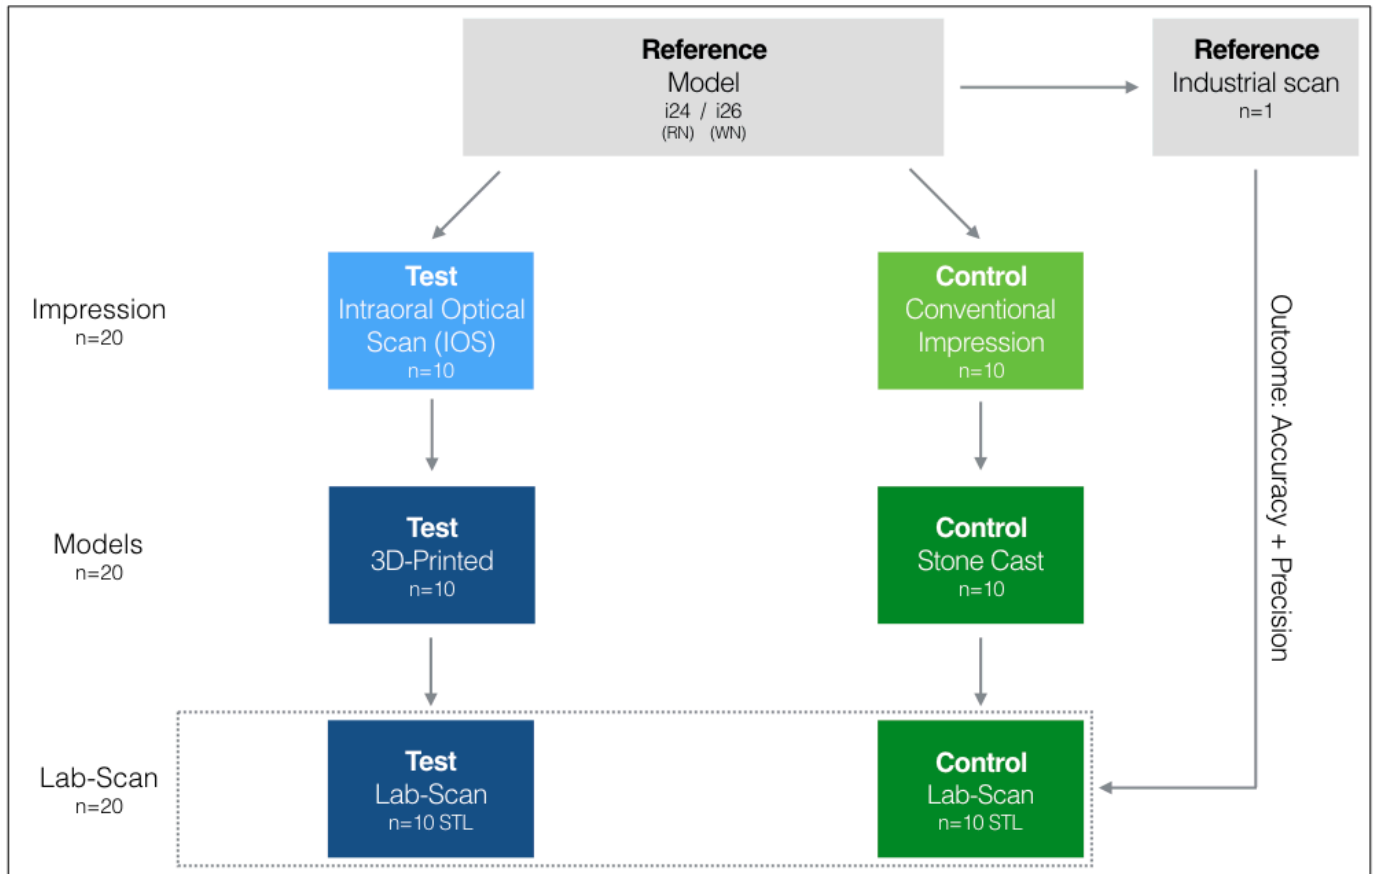 Reference
Model
i24 / i26
(RN) (WN)
Reference
Industrial scan
n=1
Impression
n=20
Test
Intraoral Optical
Scan (IOS)
n=10
Control
Conventional
Impression
n=10
Outcome: Accuracy + Precision
Models
n=20
Test
3D-Printed
n=10
Control
Stone Cast
n=10
Lab-Scan
n=20
Test
Lab-Scan
n=10 STL
Control
Lab-Scan
n=10 STL